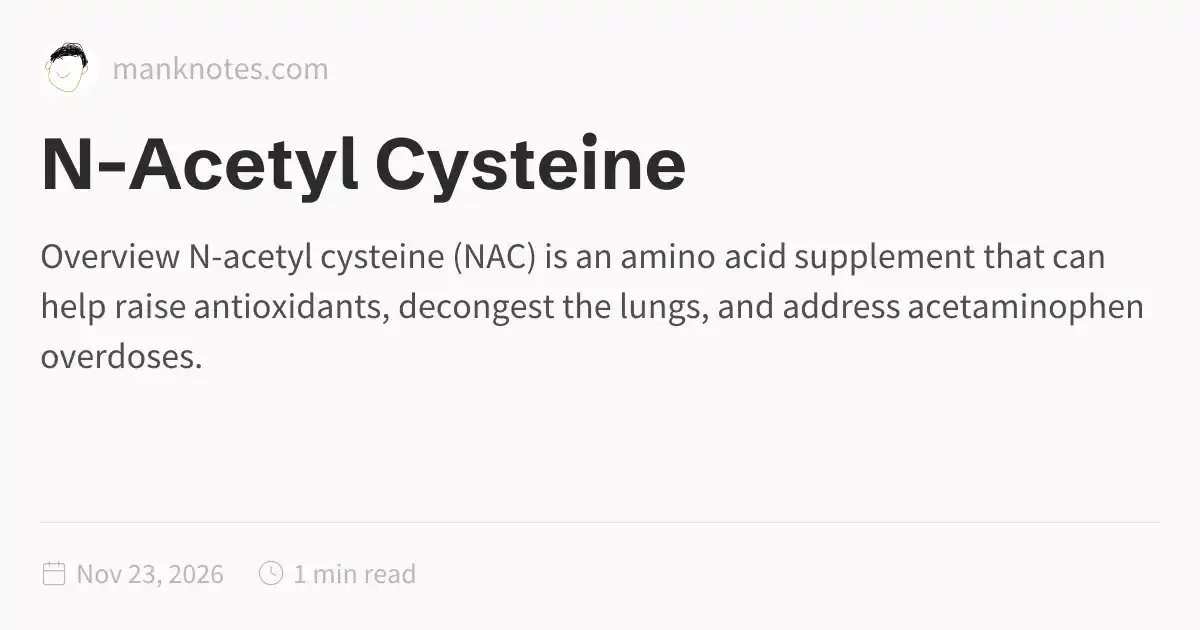 manknotes.com
N-Acetyl Cysteine
Overview N-acetyl cysteine (NAC) is an amino acid supplement that can
help raise antioxidants, decongest the lungs, and address acetaminophen
overdoses.
Nov 23, 2026 1 min read